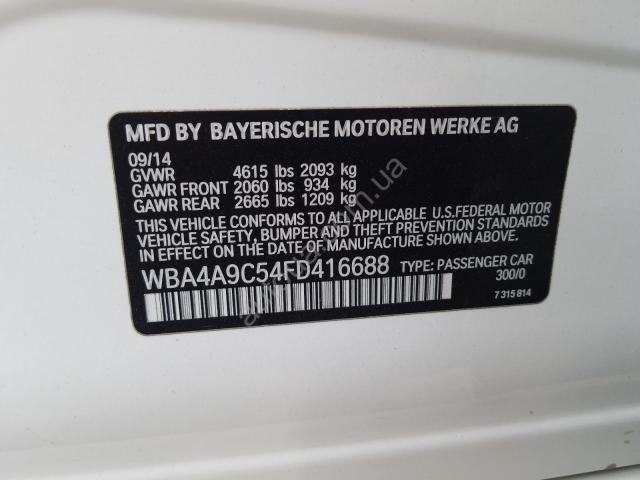 MFD BY BAYERISCHE MOTOREN WERKE AG
09/14
GVWR 4615 lbs 2093 kg
GAWR FRONT 2060 lbs 934 kg
GAWR REAR 2665 lbs 1209 kg
THIS VEHICLE CONFORMS TO ALL APPLICABLE U.S.FEDERAL MOTOR
VEHICLE SAFETY, BUMPER, AND THEFT PREVENTION STANDARDS
IN EFFECT ON THE DATE OF MANUFACTURE SHOWN ABOVE.
WBA4A9C54FD416688 TYPE: PASSENGER CAR
300/0
7 315 814